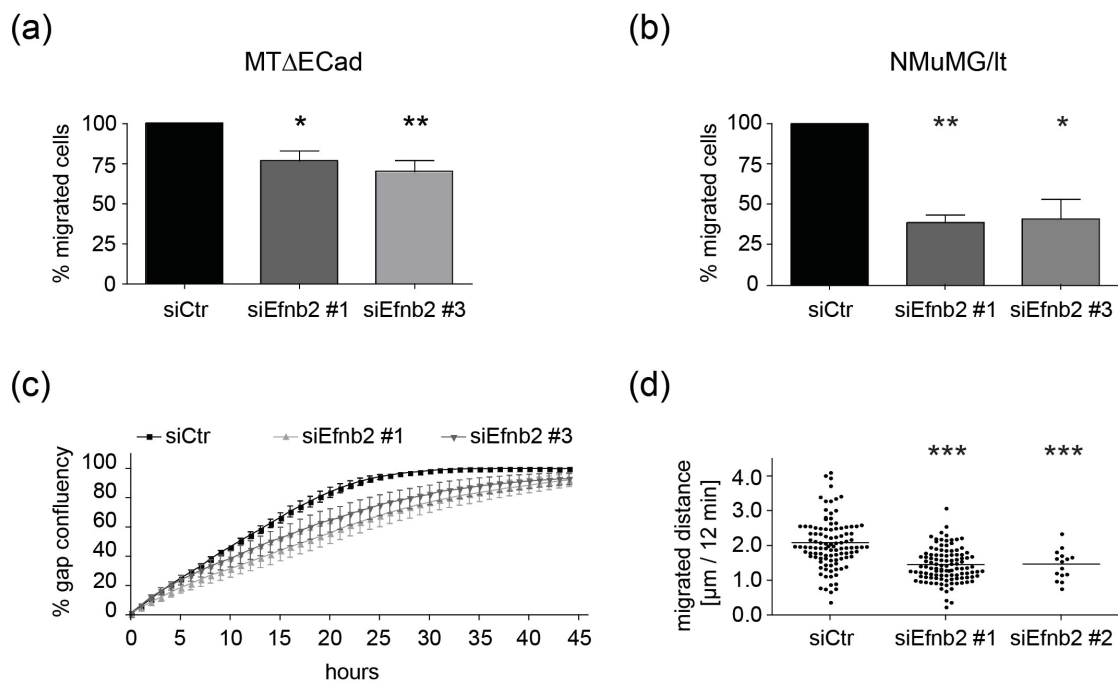 (a)
MTΔECad
% migrated cells
100
75
50
25
0
* **
siCtr siEfnb2 #1 siEfnb2 #3
(b)
NMuMG/lt
% migrated cells
100
75
50
25
0
** *
siCtr siEfnb2 #1 siEfnb2 #3
(c)
siCtr siEfnb2 #1 siEfnb2 #3
% gap confluency
100
80
60
40
20
0
0 5 10 15 20 25 30 35 40 45
hours
(d)
*** ***
migrated distance
[μm / 12 min]
4.0
3.0
2.0
1.0
0.0
siCtr siEfnb2 #1 siEfnb2 #2